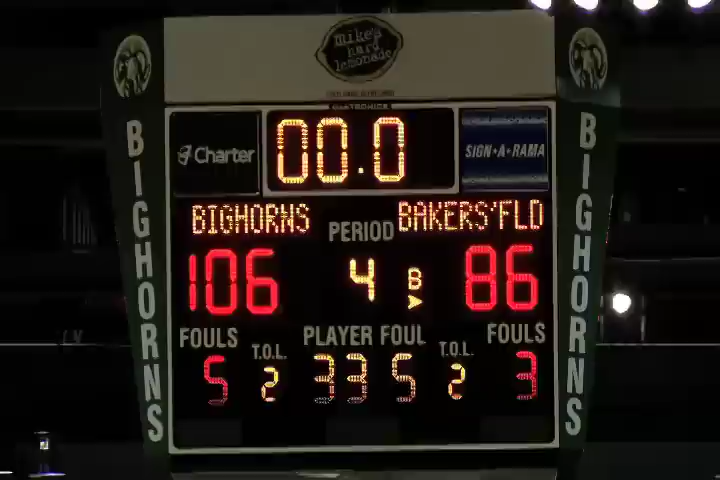 mike's
hard
lemonade
DAKTRONICS
Charter
00.0
SIGN·A·RAMA
BIGHORNS
BIGHORNS
BIGHORNS
PERIOD
BAKERS'FLD
106
4
B
86
FOULS
PLAYER FOUL
FOULS
T.O.L.
T.O.L.
5
2
33
5
2
3